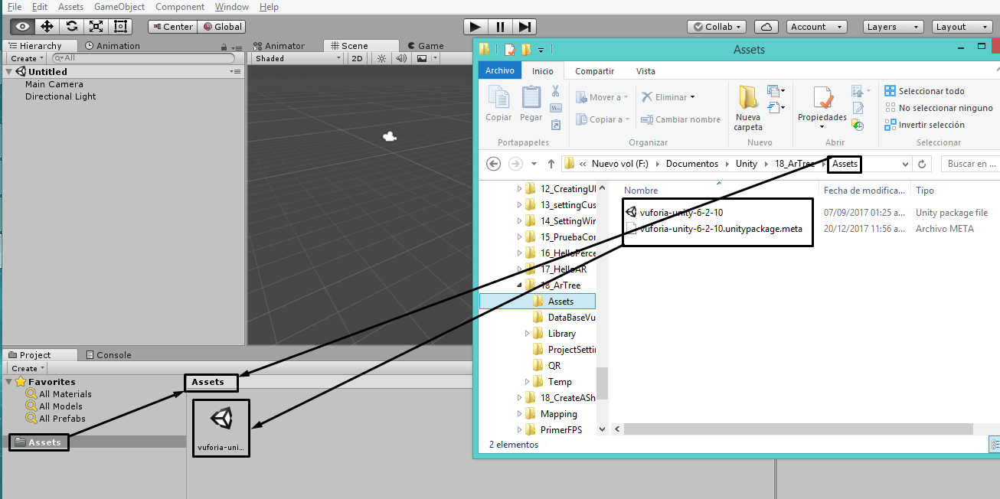 File Edit Assets GameObject Component Window Help
Center Global
Collab Account Layers Layout
Hierarchy Animation
Create All
Untitled
Main Camera
Directional Light
Animator Scene Game
Shaded 2D
Project Console
Create
Favorites
All Materials
All Models
All Prefabs
Assets
Assets
vuforia-uni...
Assets
Archivo Inicio Compartir Vista
Copiar
Pegar
Portapapeles
Mover a
Copiar a
Eliminar
Cambiar nombre
Organizar
Nueva
carpeta
Nuevo
Propiedades
Abrir
Seleccionar todo
No seleccionar ninguno
Invertir selección
Seleccionar
« Nuevo vol (F:) Documentos Unity 18_ArTree Assets
Buscar en ...
12_CreatingUI
13_settingCus
14_SettingWin
15_PruebaCor
16_HelloPerce
17_HelloAR
18_ArTree
Assets
DataBaseVu
Library
ProjectSettin
QR
Temp
18_CreateASh
Mapping
PrimerFPS
Nombre Fecha de modifica... Tipo
vuforia-unity-6-2-10 07/09/2017 01:25 a... Unity package file
vuforia-unity-6-2-10.unitypackage.meta 20/12/2017 11:56 a... Archivo META
2 elementos